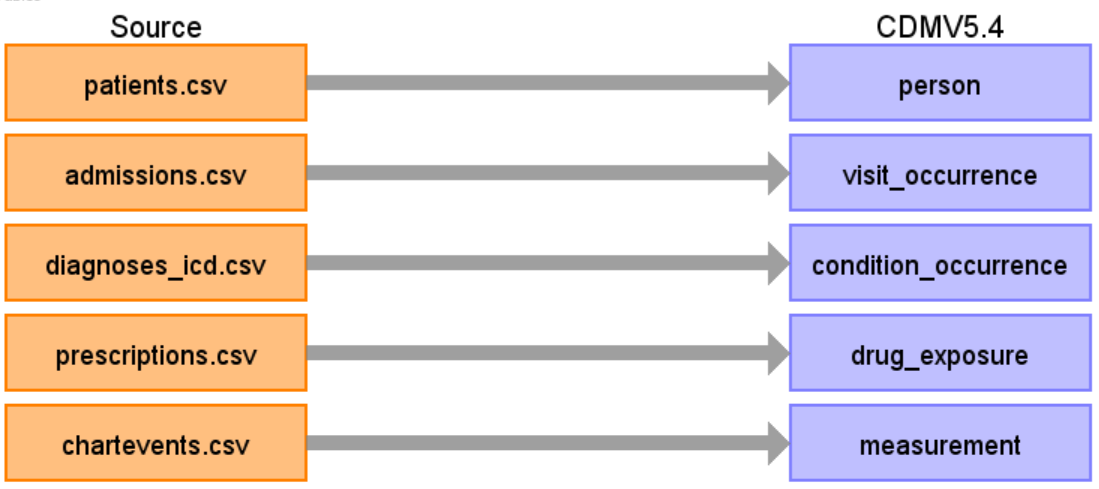 Source CDMV5.4
patients.csv person
admissions.csv visit_occurrence
diagnoses_icd.csv condition_occurrence
prescriptions.csv drug_exposure
chartevents.csv measurement